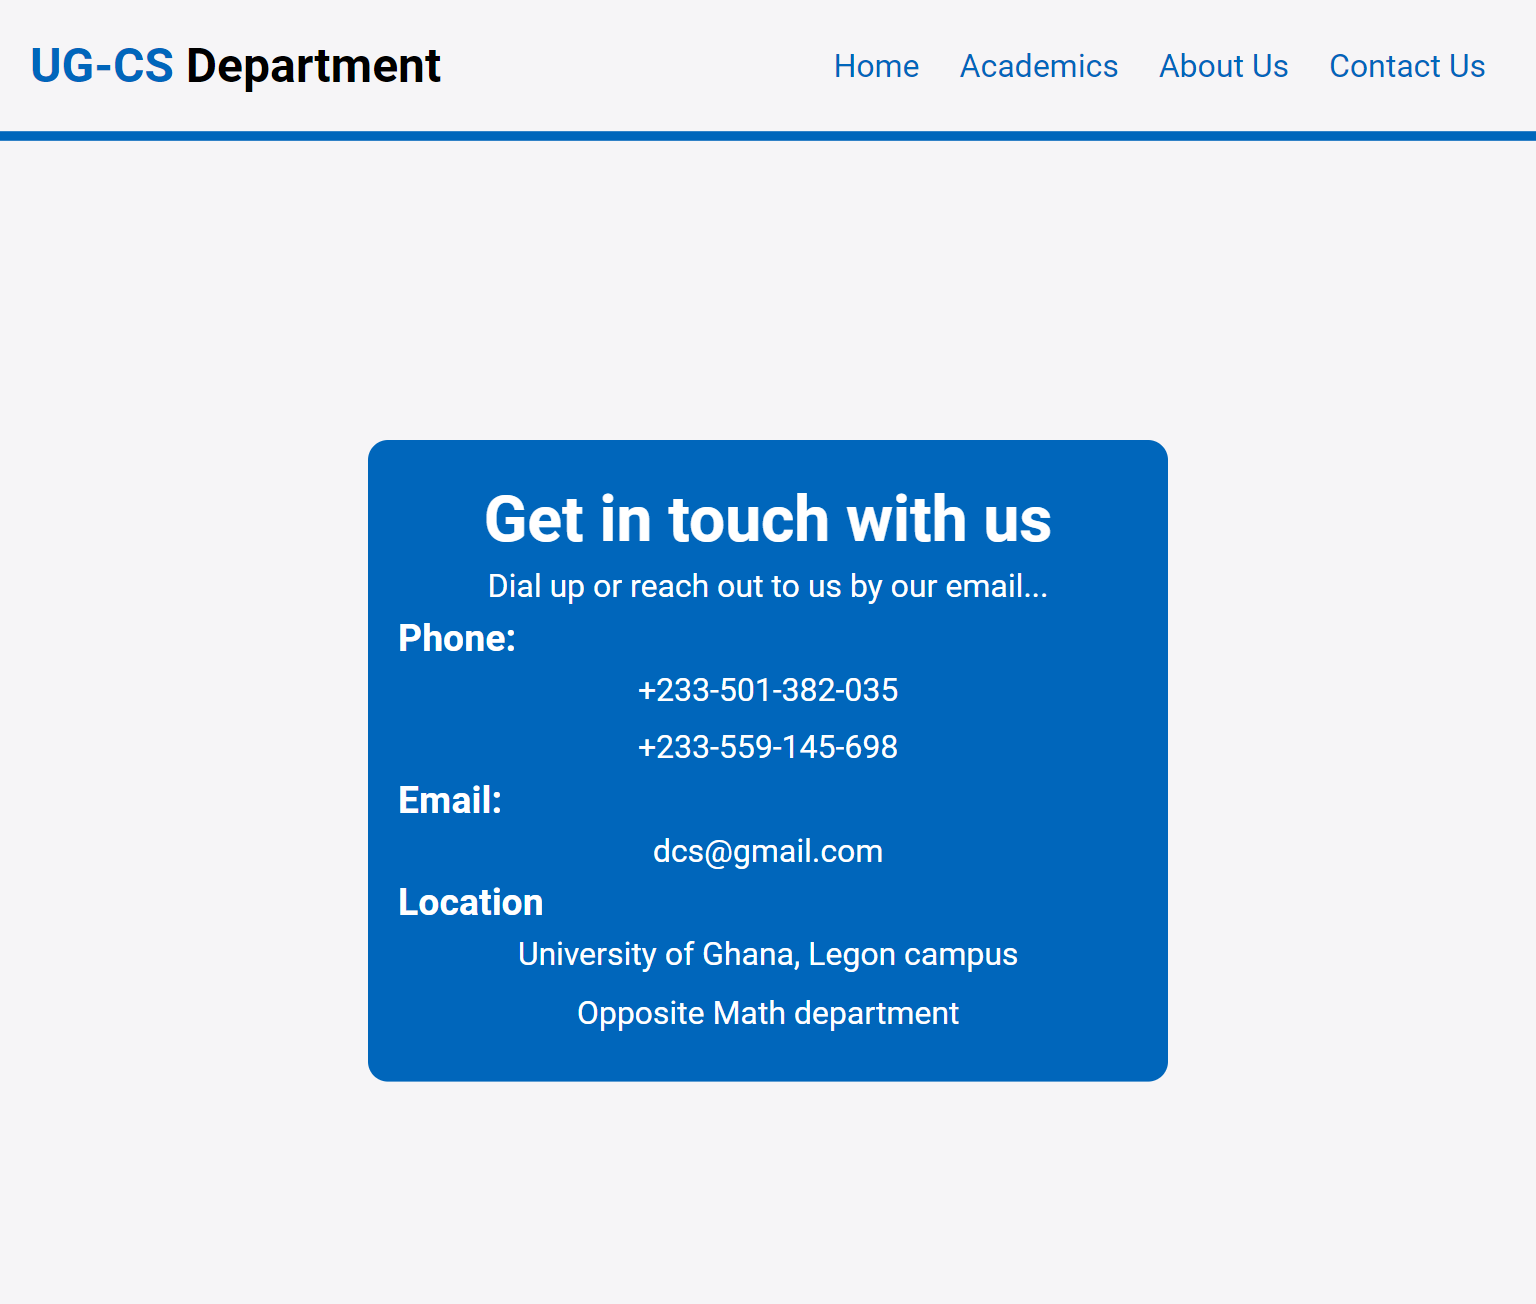 UG-CS Department
Home Academics About Us Contact Us
Get in touch with us
Dial up or reach out to us by our email...
Phone:
+233-501-382-035
+233-559-145-698
Email:
dcs@gmail.com
Location
University of Ghana, Legon campus
Opposite Math department